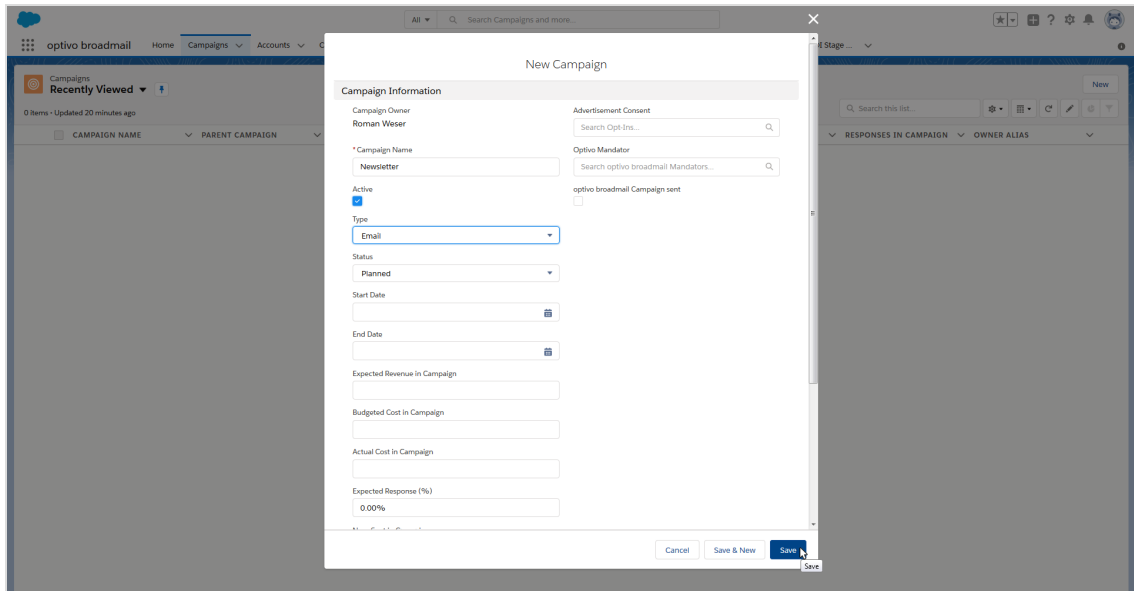 All
Search Campaigns and more...
optivo broadmail
Home
Campaigns
Accounts
C
E Stage ...
Campaigns
Recently Viewed
New
0 items • Updated 20 minutes ago
Search this list...
CAMPAIGN NAME
PARENT CAMPAIGN
RESPONSES IN CAMPAIGN
OWNER ALIAS
New Campaign
Campaign Information
Campaign Owner
Roman Weser
*Campaign Name
Newsletter
Active
Type
Email
Status
Planned
Start Date
End Date
Expected Revenue in Campaign
Budgeted Cost in Campaign
Actual Cost in Campaign
Expected Response (%)
0.00%
Advertisement Consent
Search Opt-Ins...
Optivo Mandator
Search optivo broadmail Mandators...
optivo broadmail Campaign sent
Cancel
Save & New
Save
Save